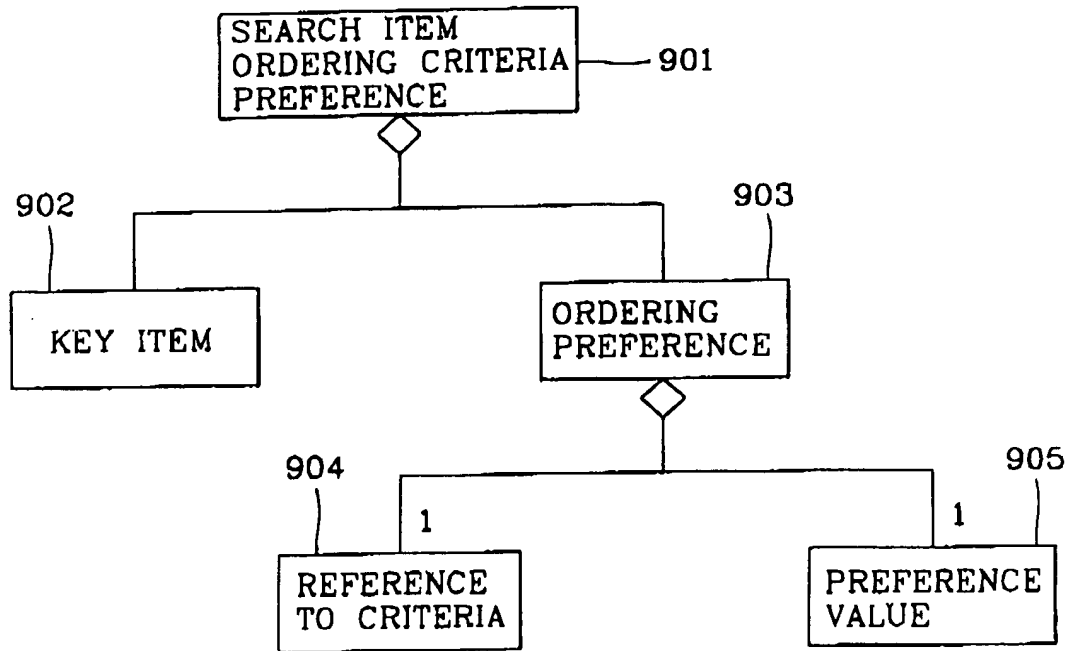 SEARCH ITEM
ORDERING CRITERIA
PREFERENCE
901
902
903
KEY ITEM
ORDERING
PREFERENCE
904
905
1
1
REFERENCE
TO CRITERIA
PREFERENCE
VALUE